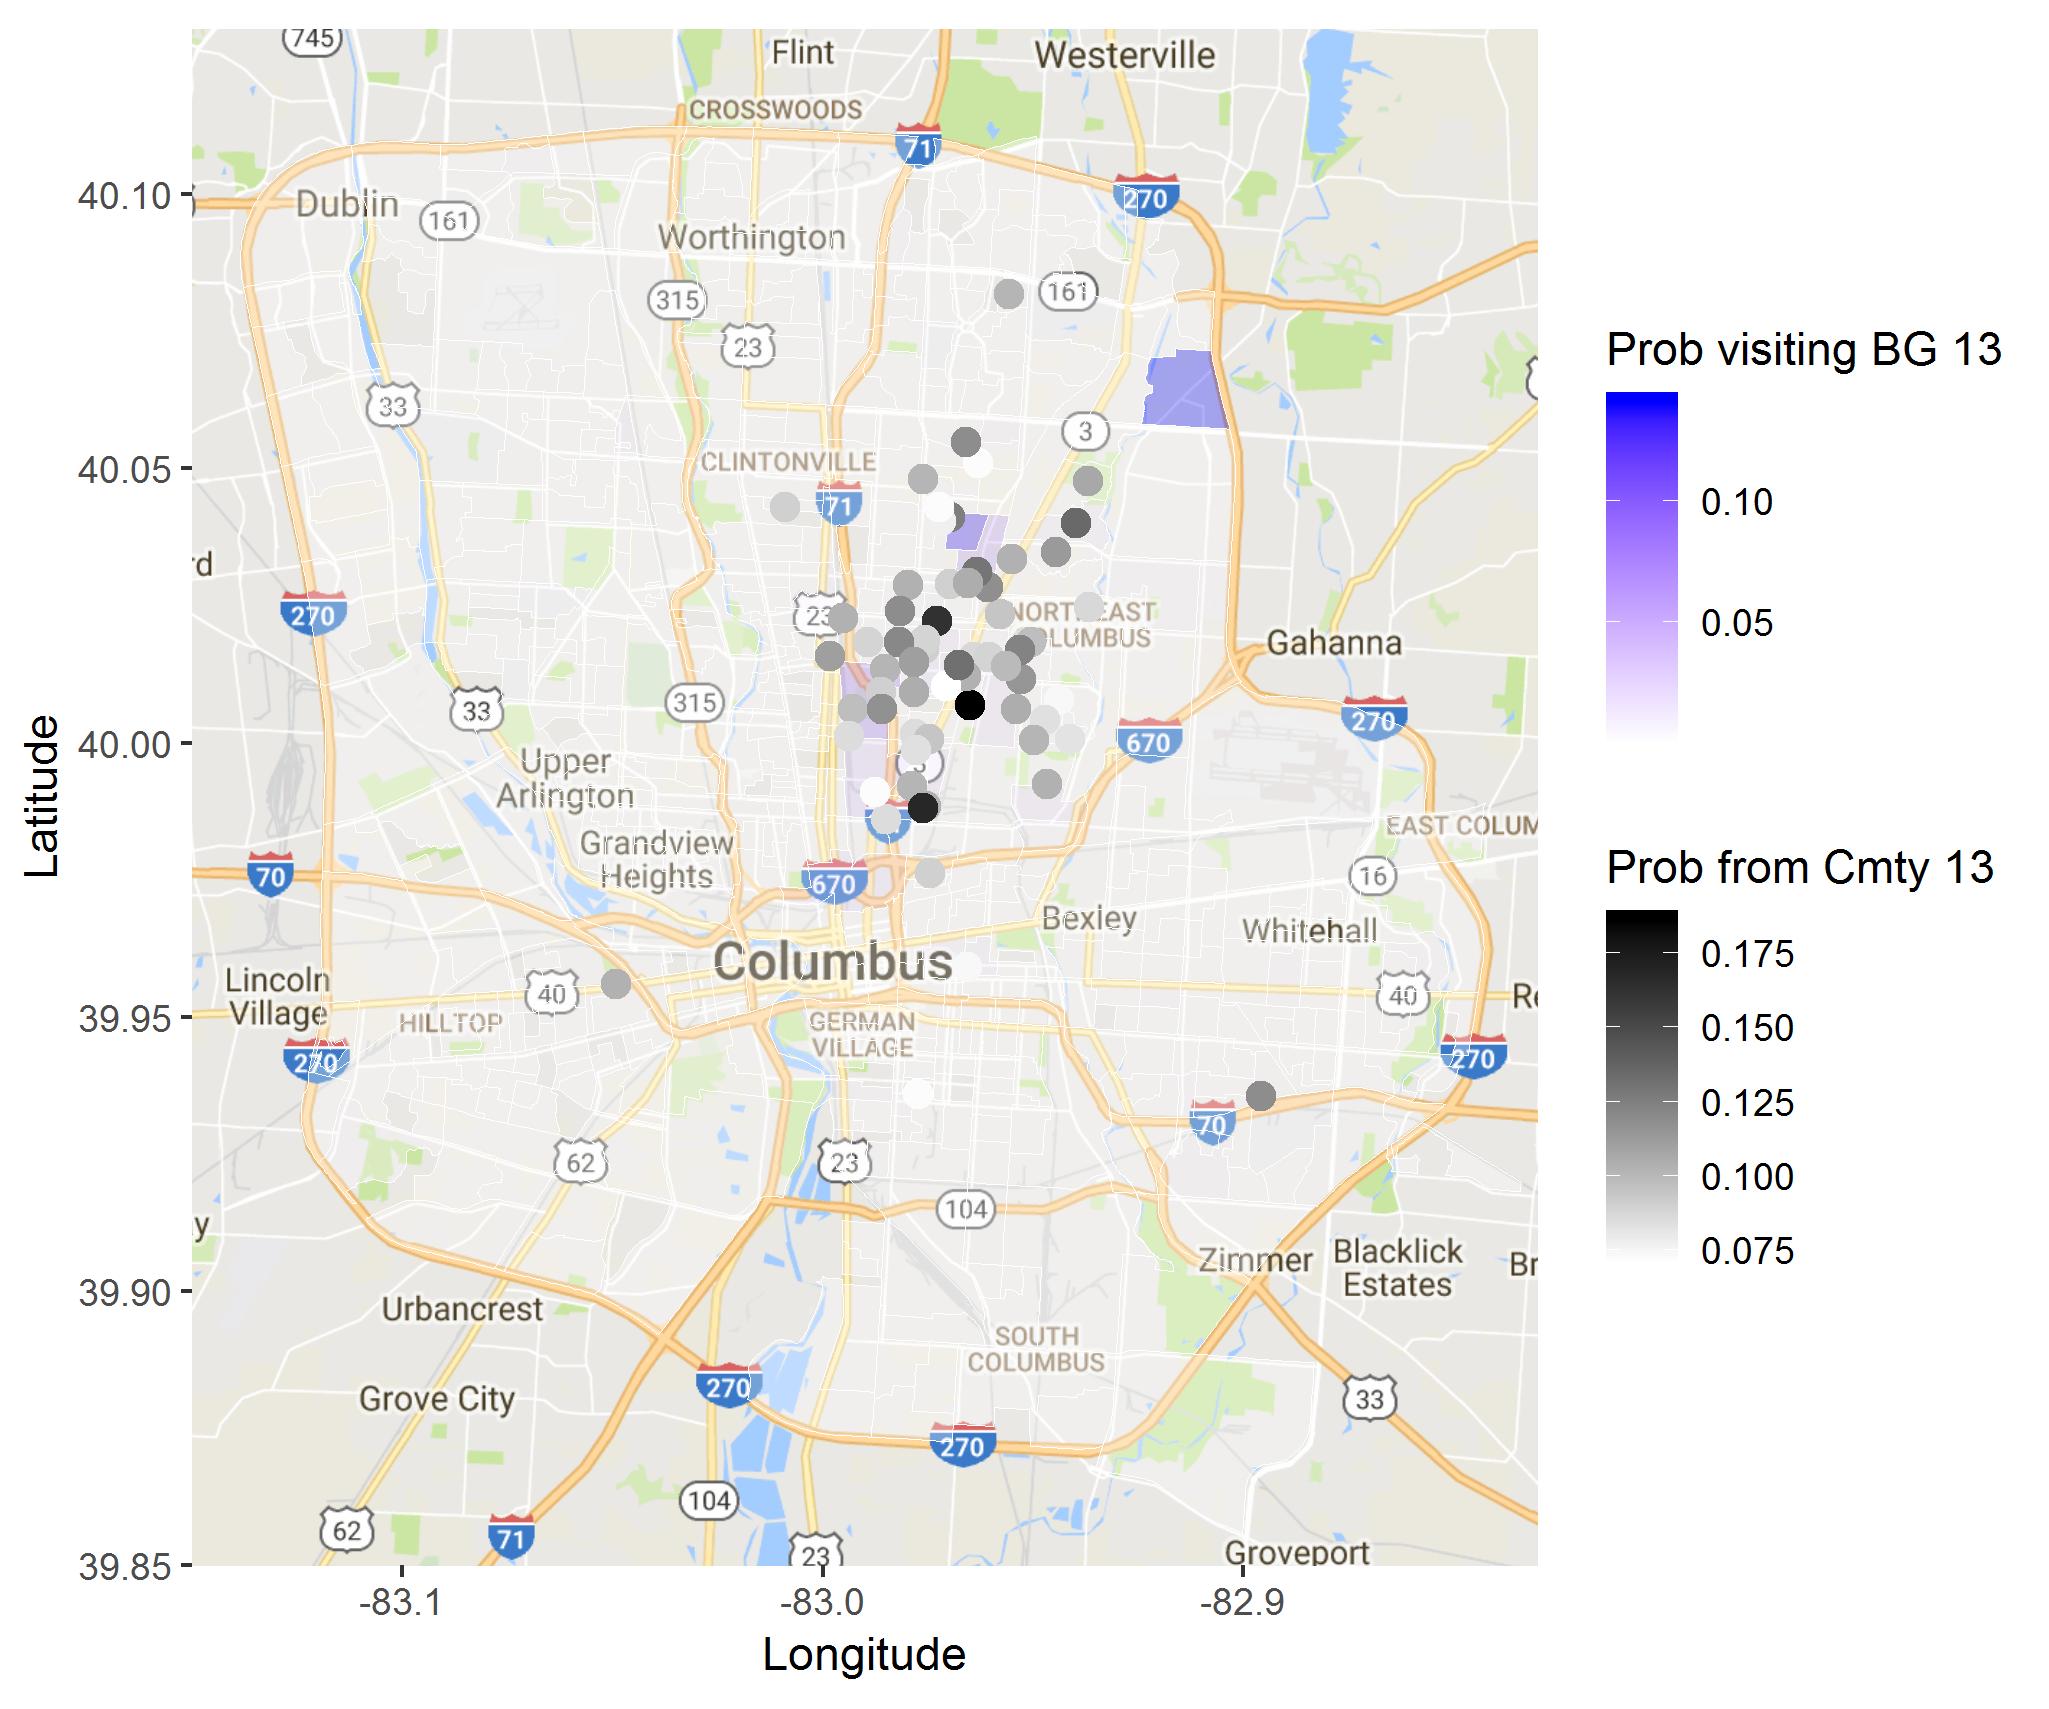 745
Flint
Westerville
CROSSWOODS
71
270
40.10
Dublin
161
Worthington
315
161
23
33
3
40.05
CLINTONVILLE
71
rd
270
23
NORTHEAST
COLUMBUS
Gahanna
33
315
270
40.00
670
3
Upper
Arlington
EAST COLUM
Grandview
Heights
70
670
16
Bexley
Whitehall
Columbus
Lincoln
Village
40
40
Re
39.95
HILLTOP
GERMAN
VILLAGE
270
270
70
62
23
104
y
Zimmer
Blacklick
Estates
Br
39.90
Urbancrest
SOUTH
COLUMBUS
270
Grove City
33
270
104
62
71
23
Groveport
39.85
-83.1
-83.0
-82.9
Longitude
Latitude
Prob visiting BG 13
0.10
0.05
Prob from Cmty 13
0.175
0.150
0.125
0.100
0.075